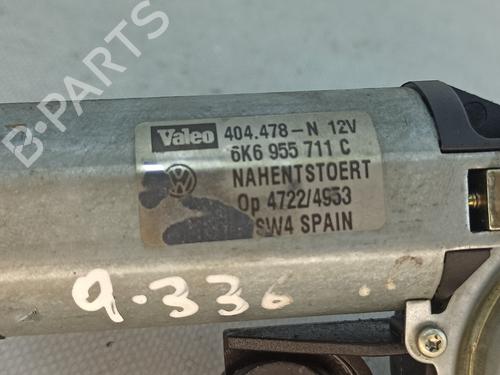 Valeo 404.478-N 12V
6K6 955 711 C
NAHENTSTOERT
Op 4722/4953
SW4 SPAIN
9.336
B-PARTS